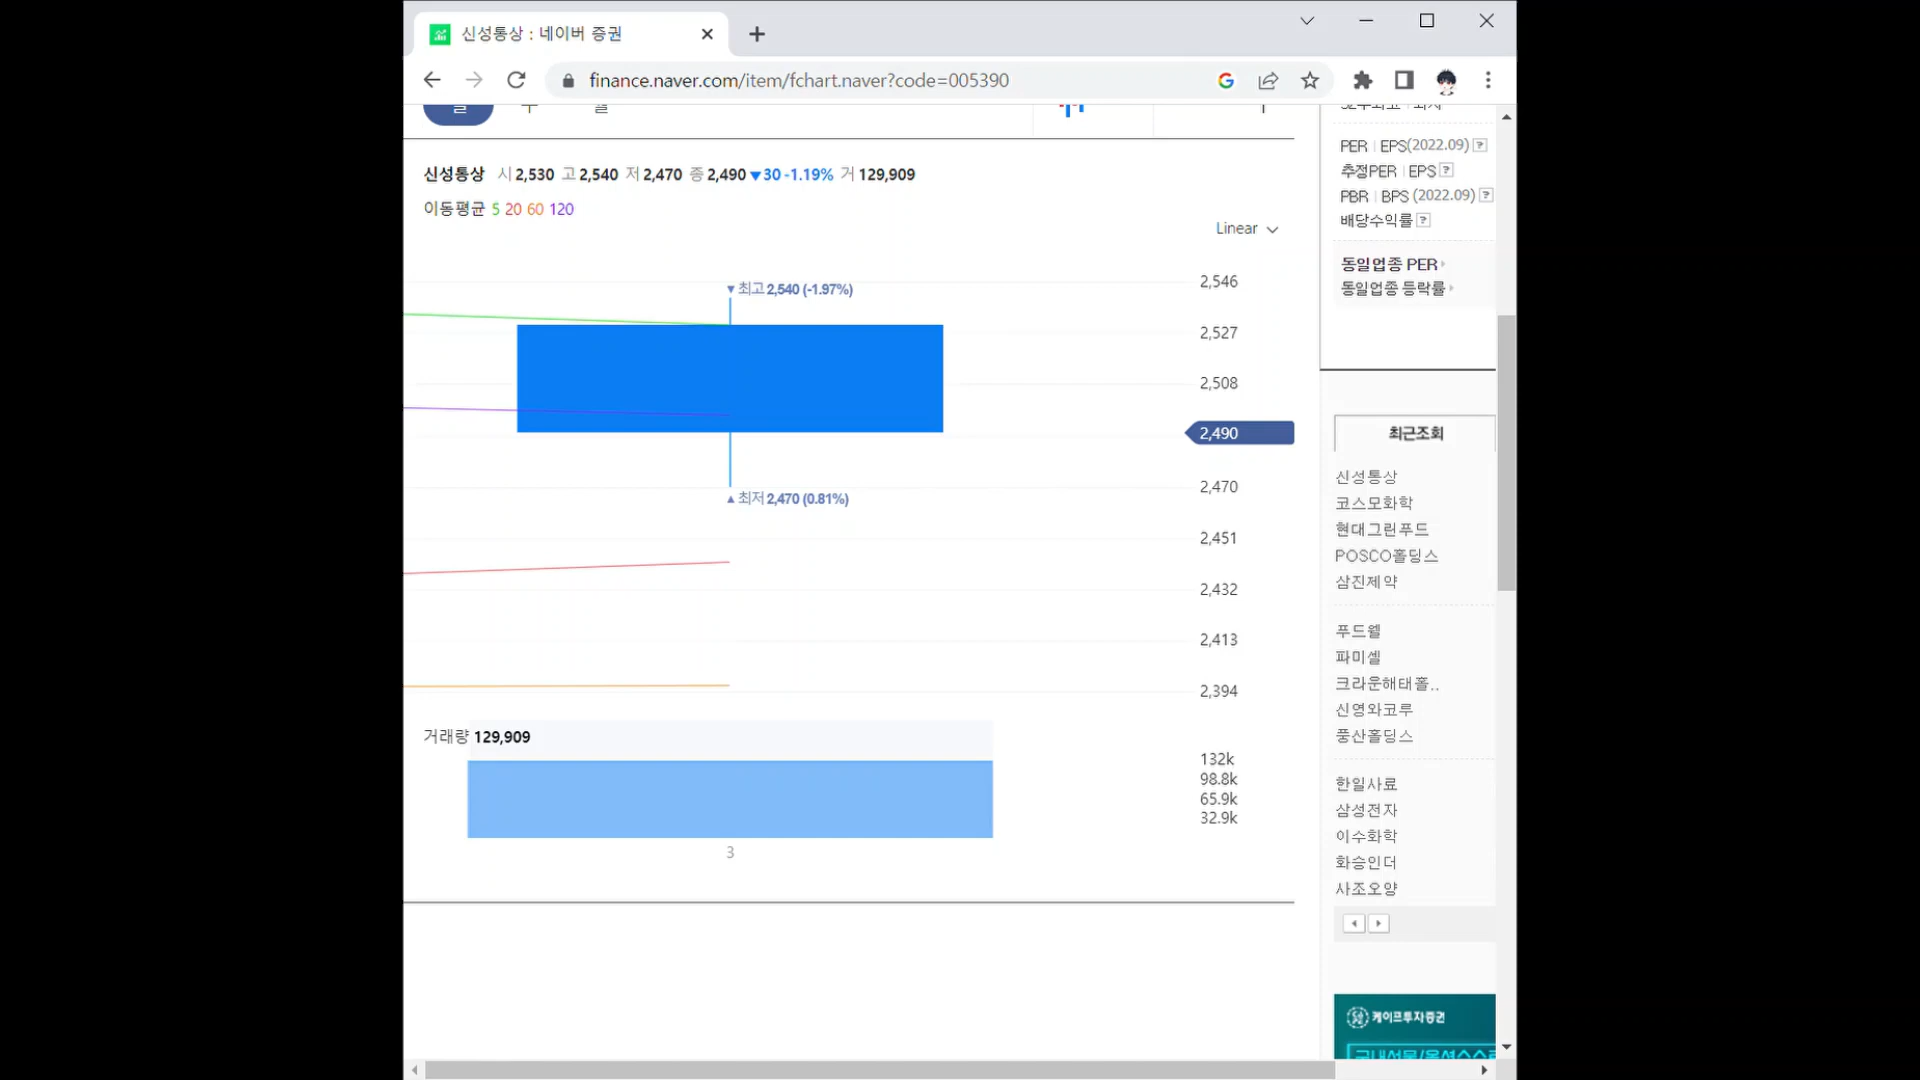 신성통상 : 네이버 증권
finance.naver.com/item/fchart.naver?code=005390
신성통상 시 2,530 고 2,540 저 2,470 종 2,490 ▼30 -1.19% 거 129,909
이동평균 5 20 60 120
Linear
▼최고 2,540 (-1.97%)
▲최저 2,470 (0.81%)
2,546
2,527
2,508
2,490
2,470
2,451
2,432
2,413
2,394
거래량 129,909
132k
98.8k
65.9k
32.9k
3
PER | EPS(2022.09) ?
추정PER | EPS ?
PBR | BPS (2022.09) ?
배당수익률 ?
동일업종 PER
동일업종 등락률
최근조회
신성통상
코스모화학
현대그린푸드
POSCO홀딩스
삼진제약
푸드웰
파미셀
크라운해태홀..
신영와코루
풍산홀딩스
한일사료
삼성전자
이수화학
화승인더
사조오양
케이프투자증권